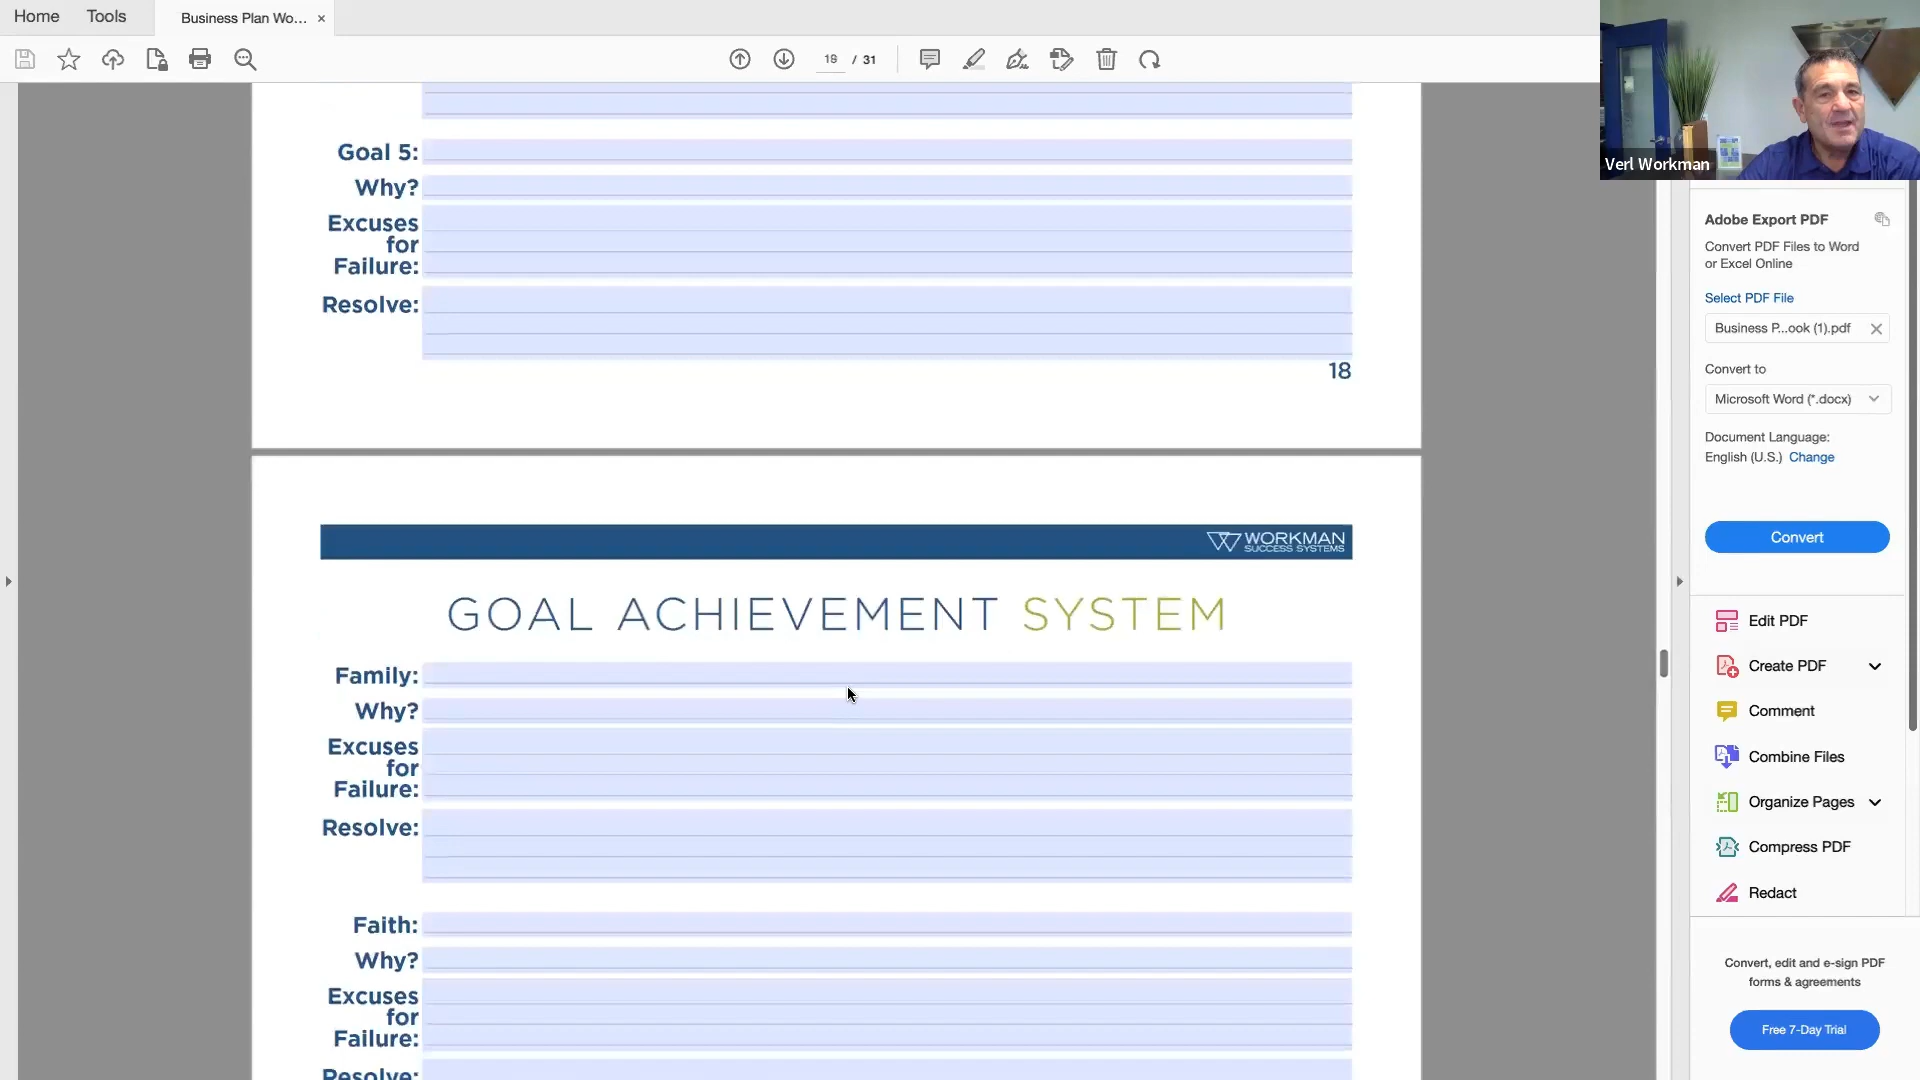 Home Tools Business Plan Wo... ×
19 / 31
Verl Workman
Goal 5:
Why?
Excuses
for
Failure:
Resolve:
18
WORKMAN
SUCCESS SYSTEMS
GOAL ACHIEVEMENT SYSTEM
Family:
Why?
Excuses
for
Failure:
Resolve:
Faith:
Why?
Excuses
for
Failure:
Resolve:
Adobe Export PDF
Convert PDF Files to Word
or Excel Online
Select PDF File
Business P...ook (1).pdf
Convert to
Microsoft Word (*.docx)
Document Language:
English (U.S.) Change
Convert
Edit PDF
Create PDF
Comment
Combine Files
Organize Pages
Compress PDF
Redact
Convert, edit and e-sign PDF
forms & agreements
Free 7-Day Trial